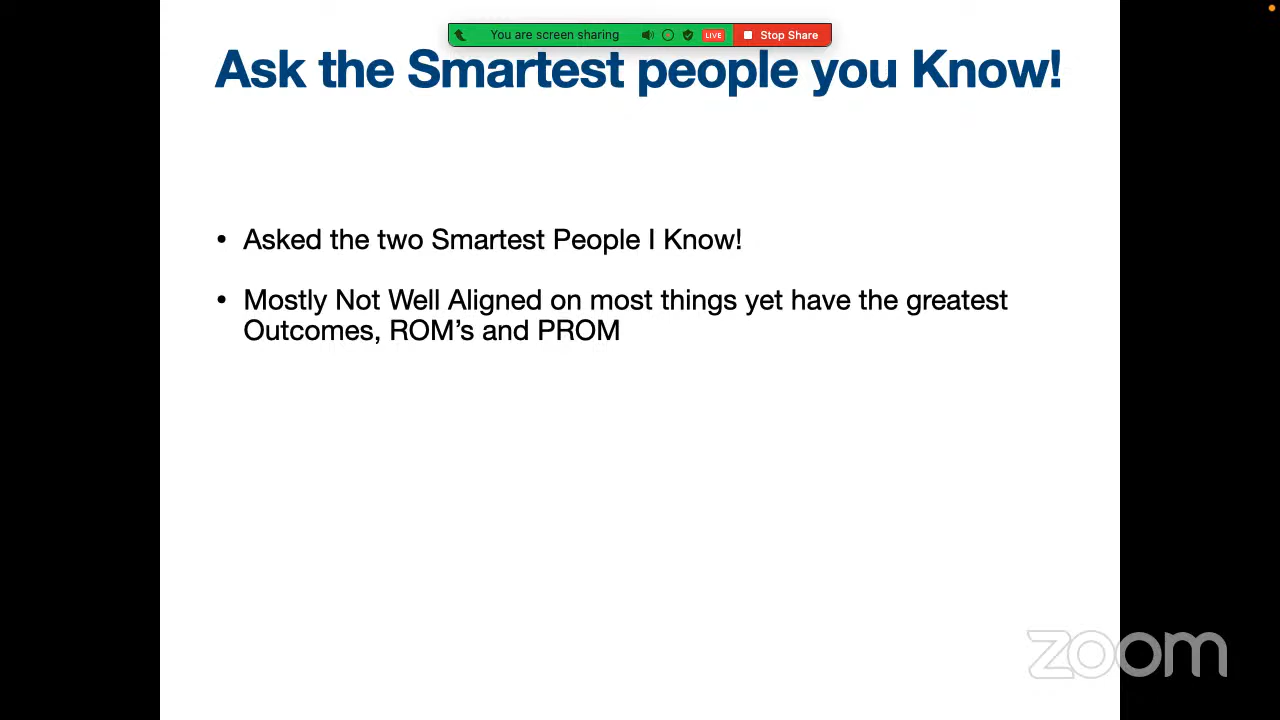 You are screen sharing LIVE Stop Share
Ask the Smartest people you Know!
• Asked the two Smartest People I Know!
• Mostly Not Well Aligned on most things yet have the greatest
Outcomes, ROM’s and PROM
zoom